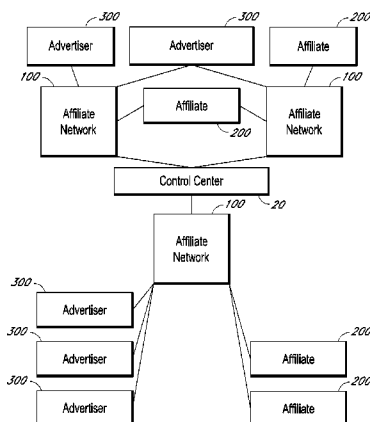 300
300
200
Advertiser
Advertiser
Affiliate
100
100
Affiliate
Network
Affiliate
Affiliate
Network
200
Control Center
20
100
Affiliate
Network
300
Advertiser
300
200
Advertiser
Affiliate
300
200
Advertiser
Affiliate